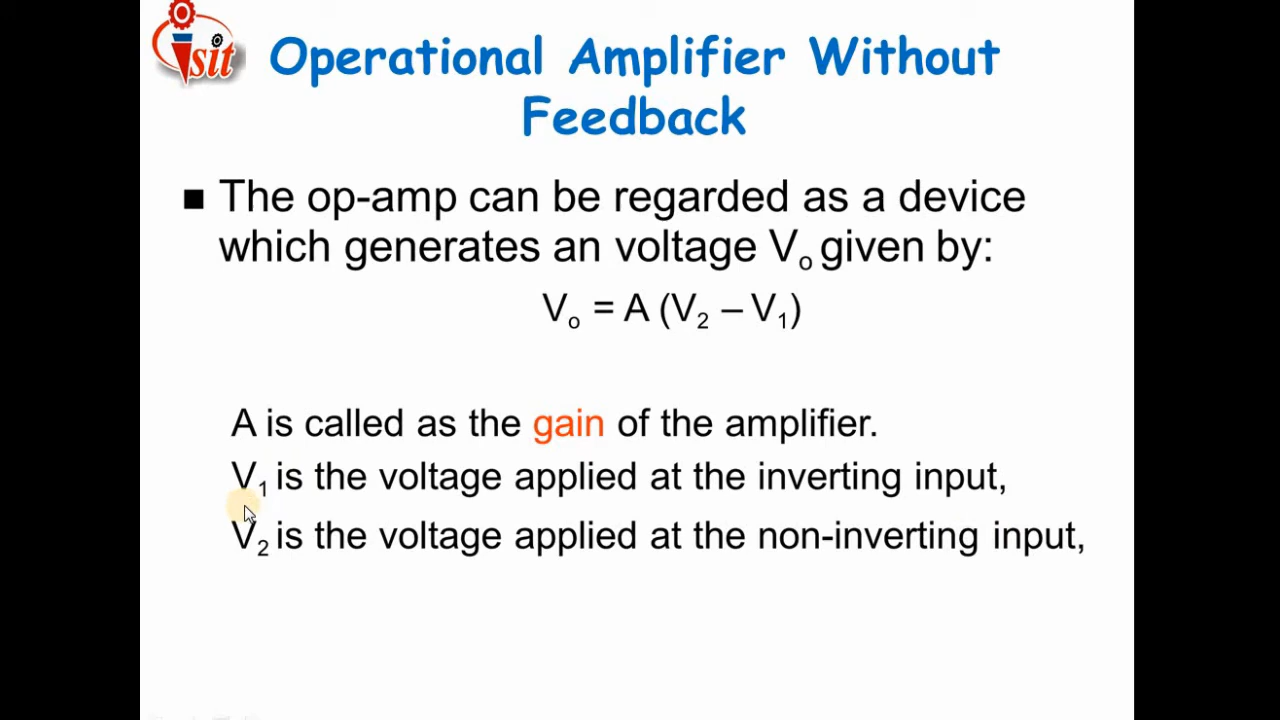 isit
Operational Amplifier Without
Feedback
■ The op-amp can be regarded as a device
which generates an voltage Vₒ given by:
Vₒ = A (V₂ – V₁)
A is called as the gain of the amplifier.
V₁ is the voltage applied at the inverting input,
V₂ is the voltage applied at the non-inverting input,